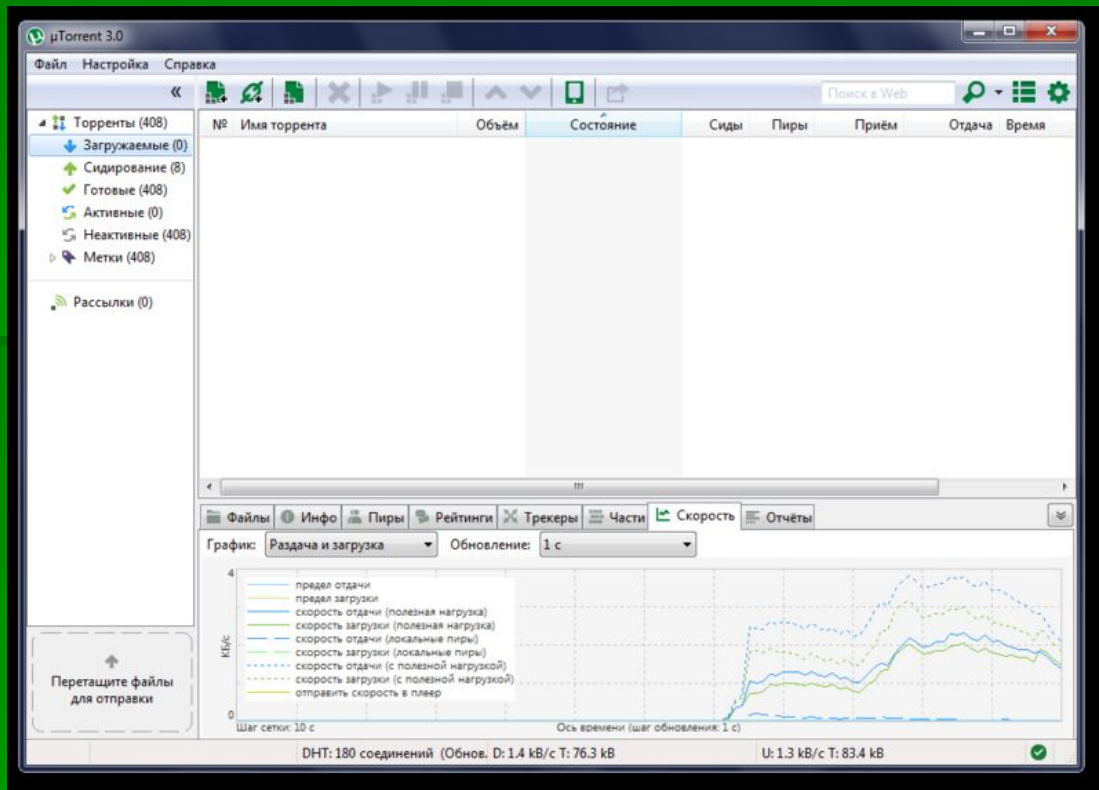 µTorrent 3.0
Файл Настройка Справка
«
Поиск в Web
Торренты (408)
Загружаемые (0)
Сидирование (8)
Готовые (408)
Активные (0)
Неактивные (408)
Метки (408)
Рассылки (0)
№ Имя торрента Объём Состояние Сиды Пиры Приём Отдача Время
Файлы Инфо Пиры Рейтинги Трекеры Части Скорость Отчёты
График: Раздача и загрузка Обновление: 1 с
4
КБ/с
0
предел отдачи
предел загрузки
скорость отдачи (полезная нагрузка)
скорость загрузки (полезная нагрузка)
скорость отдачи (локальные пиры)
скорость загрузки (локальные пиры)
скорость отдачи (с полезной нагрузкой)
скорость загрузки (с полезной нагрузкой)
отправить скорость в плеер
Шаг сетки: 10 с Ось времени (шаг обновления: 1 с)
Перетащите файлы
для отправки
DHT: 180 соединений (Обнов. D: 1.4 kB/с T: 76.3 kB U: 1.3 kB/с T: 83.4 kB